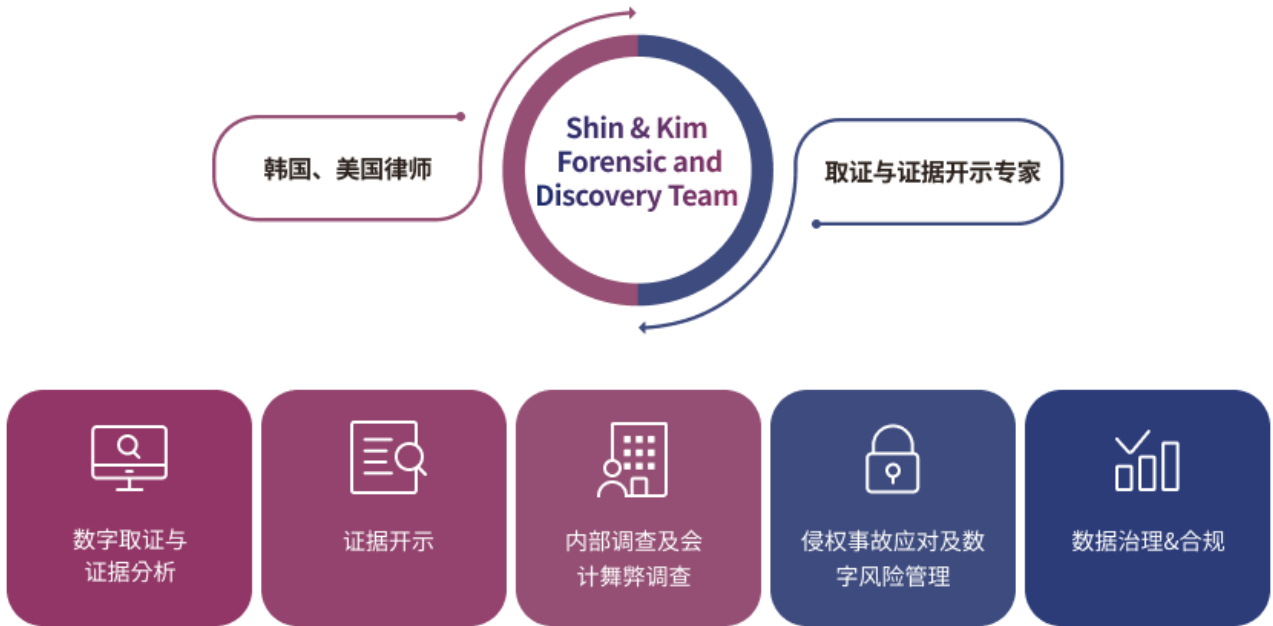 韩国、美国律师
Shin & Kim
Forensic and
Discovery Team
取证与证据开示专家
数字取证与
证据分析
证据开示
内部调查及会
计舞弊调查
侵权事故应对及数
字风险管理
数据治理&合规